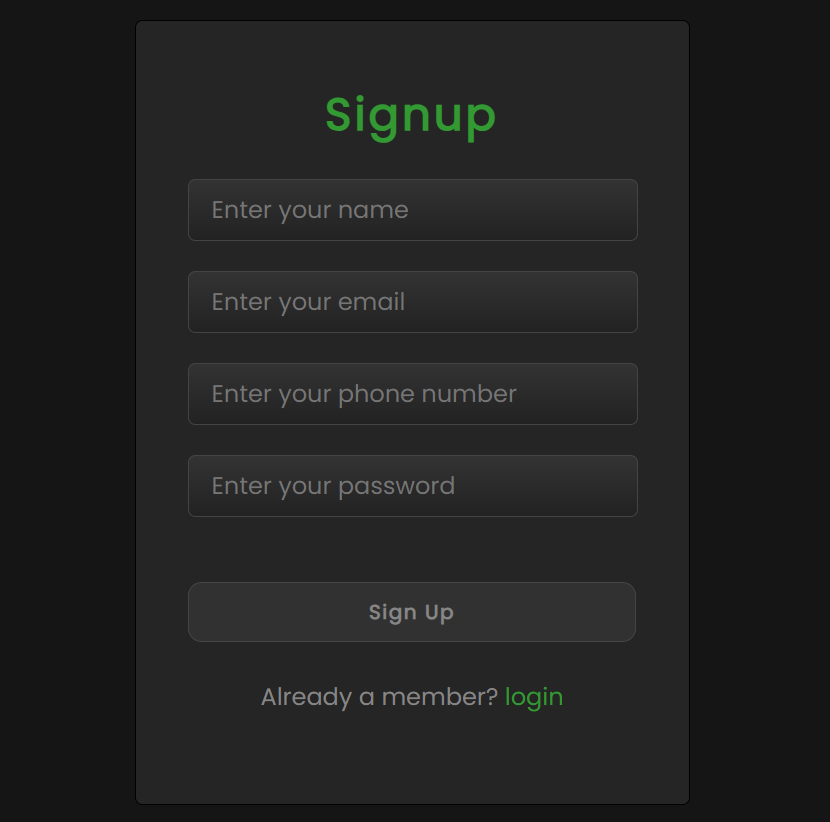 Signup
Enter your name
Enter your email
Enter your phone number
Enter your password
Sign Up
Already a member? login